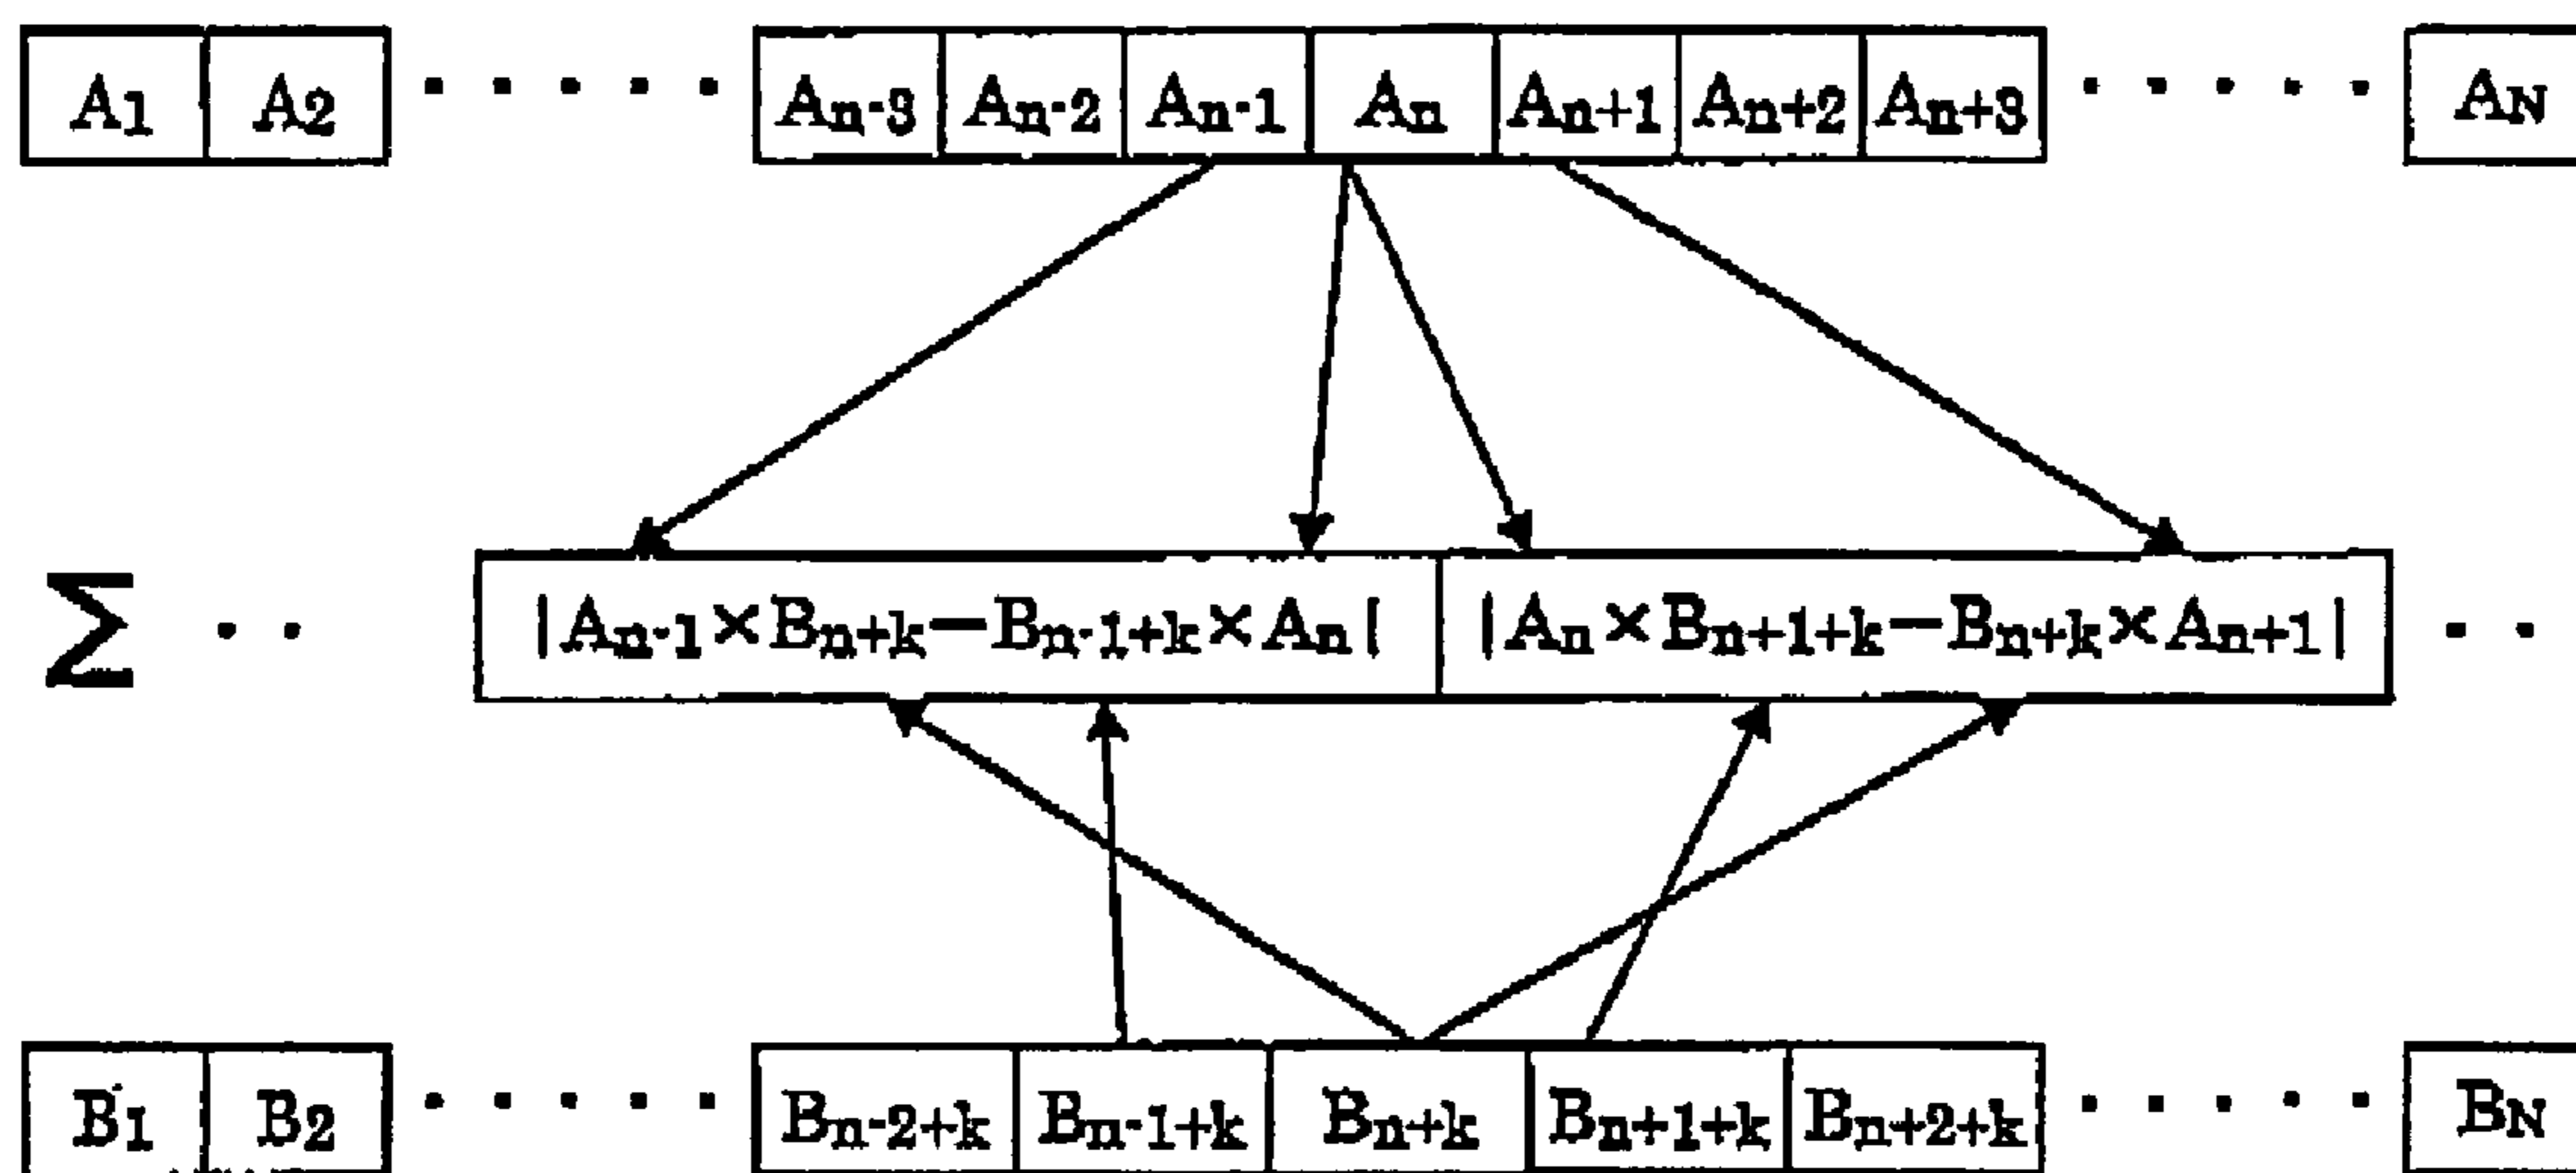 A1 A2 · · · · · An-3 An-2 An-1 An An+1 An+2 An+3 · · · · · AN
Σ · · |An-1×Bn+k−Bn-1+k×An| |An×Bn+1+k−Bn+k×An+1| · ·
B1 B2 · · · · · Bn-2+k Bn-1+k Bn+k Bn+1+k Bn+2+k · · · · · BN